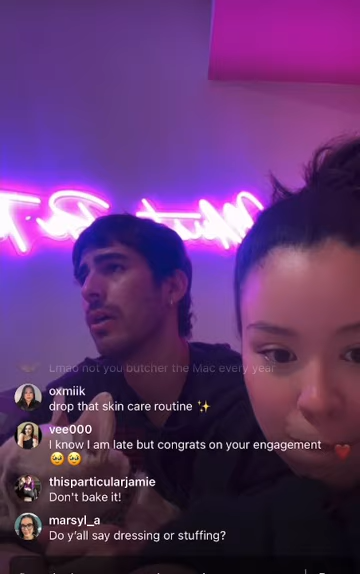 Lmao not you butcher the Mac every year
oxmiik
drop that skin care routine ✨
vee000
I know I am late but congrats on your engagement
🥹🥹
thisparticularjamie
Don't bake it!
marsyl_a
Do y'all say dressing or stuffing?